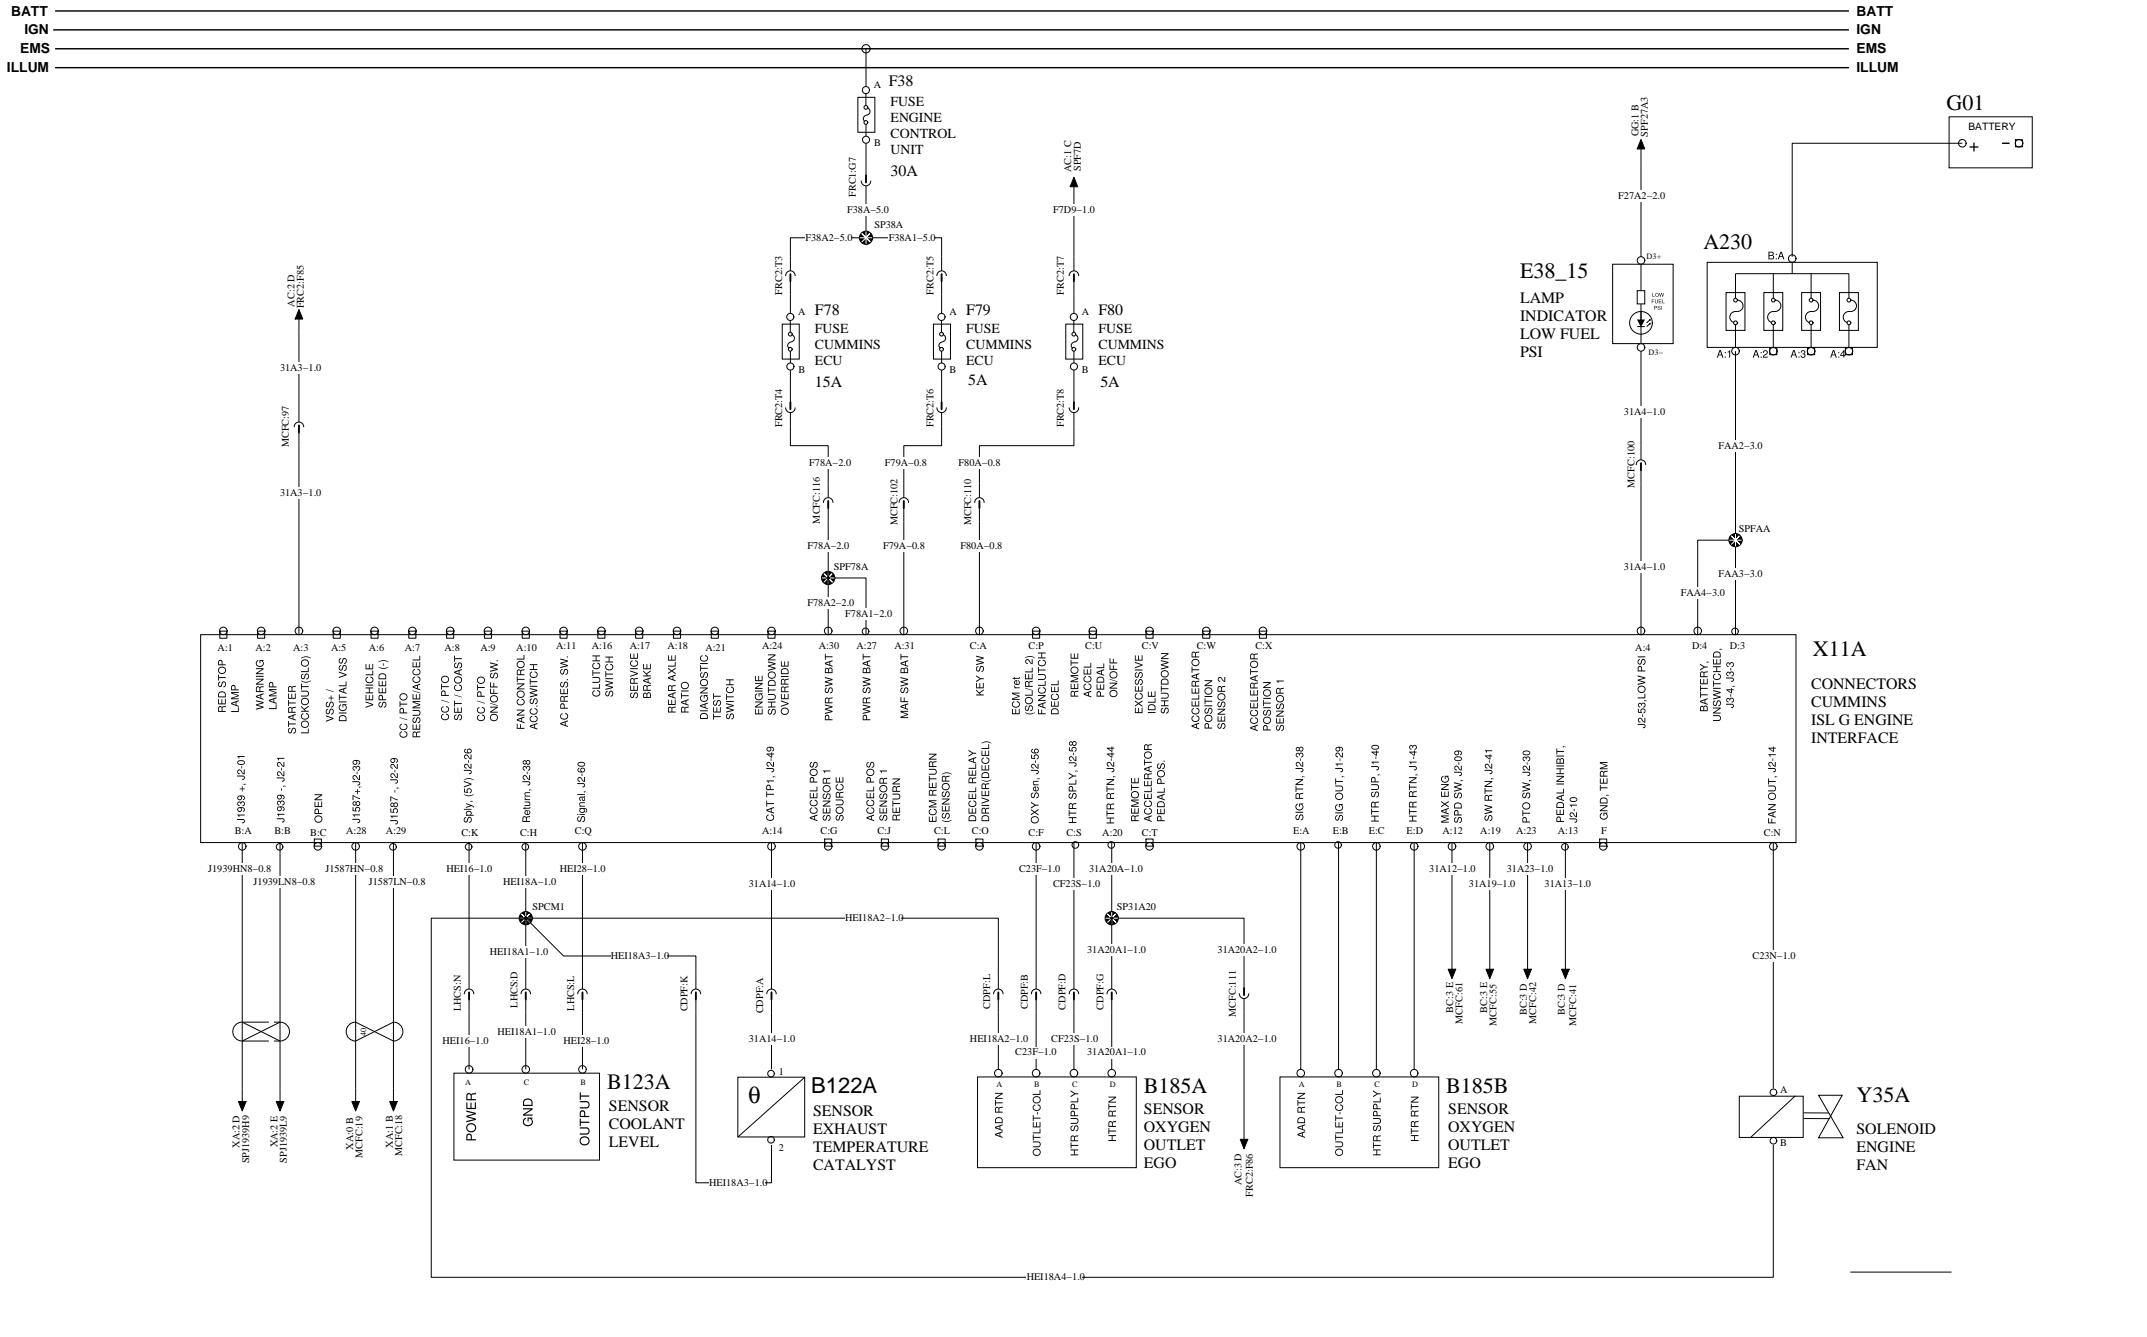 BATT
BATT
IGN
IGN
EMS
EMS
ILLUM
ILLUM
A
F38
FUSE
ENGINE
CONTROL
UNIT
30A
B
FRC1:G7
F38A–5.0
SP38A
F38A2–5.0
F38A1–5.0
FRC2:T3
FRC2:T5
A
F78
FUSE
CUMMINS
ECU
15A
B
FRC2:T4
A
F79
FUSE
CUMMINS
ECU
5A
B
FRC2:T6
AC:1 C
SPF7D
F7D9–1.0
FRC2:T7
A
F80
FUSE
CUMMINS
ECU
5A
B
FRC2:T8
AC:2 D
FRC2:F85
31A3–1.0
MCFC:97
31A3–1.0
F78A–2.0
MCFC:116
F78A–2.0
SPF78A
F78A2–2.0
F78A1–2.0
F79A–0.8
MCFC:102
F79A–0.8
F80A–0.8
MCFC:110
F80A–0.8
GG:1 B
SPF27A3
F27A2–2.0
D3+
E38_15
LAMP
INDICATOR
LOW FUEL
PSI
LOW
FUEL
PSI
D3–
31A4–1.0
MCFC:100
31A4–1.0
G01
BATTERY
+ –
A230
B:A
A:1
A:2
A:3
A:4
FAA2–3.0
SPFAA
FAA3–3.0
FAA4–3.0
X11A
CONNECTORS
CUMMINS
ISL G ENGINE
INTERFACE
A:1
RED STOP
LAMP
A:2
WARNING
LAMP
A:3
STARTER
LOCKOUT(SLO)
A:5
VSS+ /
DIGITAL VSS
A:6
VEHICLE
SPEED (-)
A:7
CC / PTO
RESUME/ACCEL
A:8
CC / PTO
SET / COAST
A:9
CC / PTO
ON/OFF SW.
A:10
FAN CONTROL
ACC.SWITCH
A:11
AC PRES. SW.
A:16
CLUTCH
SWITCH
A:17
SERVICE
BRAKE
A:18
REAR AXLE
RATIO
A:21
DIAGNOSTIC
TEST
SWITCH
A:24
ENGINE
SHUTDOWN
OVERRIDE
A:30
PWR SW BAT
A:27
PWR SW BAT
A:31
MAF SW BAT
C:A
KEY SW
C:P
ECM ret
(SOL/REL 2)
FANCLUTCH
DECEL
C:U
REMOTE
ACCEL
PEDAL
ON/OFF
C:V
EXCESSIVE
IDLE
SHUTDOWN
C:W
ACCELERATOR
POSITION
SENSOR 2
C:X
ACCELERATOR
POSITION
SENSOR 1
A:4
J2-53,LOW PSI
D:4
D:3
BATTERY,
UNSWITCHED,
J3-4, J3-3
J1939 +, J2-01
B:A
J1939 -, J2-21
B:B
OPEN
B:C
J1587+,J2-39
A:28
J1587 -, J2-29
A:29
Sply, (5V) J2-26
C:K
Return, J2-38
C:H
Signal, J2-60
C:Q
CAT TP1, J2-49
A:14
ACCEL POS
SENSOR 1
SOURCE
C:G
ACCEL POS
SENSOR 1
RETURN
C:J
ECM RETURN
(SENSOR)
C:L
DECEL RELAY
DRIVER(DECEL)
C:O
OXY Sen, J2-56
C:F
HTR SPLY, J2-58
C:S
HTR RTN, J2-44
A:20
REMOTE
ACCELERATOR
PEDAL POS.
C:T
SIG RTN, J2-38
E:A
SIG OUT, J1-29
E:B
HTR SUP, J1-40
E:C
HTR RTN, J1-43
E:D
MAX ENG
SPD SW, J2-09
A:12
SW RTN, J2-41
A:19
PTO SW, J2-30
A:23
PEDAL INHIBIT,
J2-10
A:13
GND, TERM
F
FAN OUT, J2-14
C:N
J1939HN8–0.8
J1939LN8–0.8
XA:2 D
SPJ1939H9
XA:2 E
SPJ1939L9
J1587HN–0.8
J1587LN–0.8
40
XA:0 B
MCFC:19
XA:1 B
MCFC:18
HEI16–1.0
HEI18A–1.0
HEI28–1.0
SPCM1
HEI18A1–1.0
HEI18A3–1.0
HEI18A2–1.0
LHCS:N
LHCS:D
LHCS:L
CDPF:K
HEI16–1.0
HEI18A1–1.0
HEI28–1.0
A
C
B
POWER
GND
OUTPUT
B123A
SENSOR
COOLANT
LEVEL
31A14–1.0
CDPF:A
31A14–1.0
1
θ
2
B122A
SENSOR
EXHAUST
TEMPERATURE
CATALYST
HEI18A3–1.0
C23F–1.0
CF23S–1.0
31A20A–1.0
SP31A20
31A20A1–1.0
31A20A2–1.0
CDPF:L
CDPF:B
CDPF:D
CDPF:G
MCFC:111
HEI18A2–1.0
C23F–1.0
CF23S–1.0
31A20A1–1.0
31A20A2–1.0
A
B
C
D
AAD RTN
OUTLET-COL
HTR SUPPLY
HTR RTN
B185A
SENSOR
OXYGEN
OUTLET
EGO
AC:3 D
FRC2:F86
A
B
C
D
AAD RTN
OUTLET-COL
HTR SUPPLY
HTR RTN
B185B
SENSOR
OXYGEN
OUTLET
EGO
31A12–1.0
31A19–1.0
31A23–1.0
31A13–1.0
BC:3 E
MCFC:61
BC:3 E
MCFC:55
BC:3 D
MCFC:42
BC:3 D
MCFC:41
C23N–1.0
A
B
Y35A
SOLENOID
ENGINE
FAN
HEI18A4–1.0